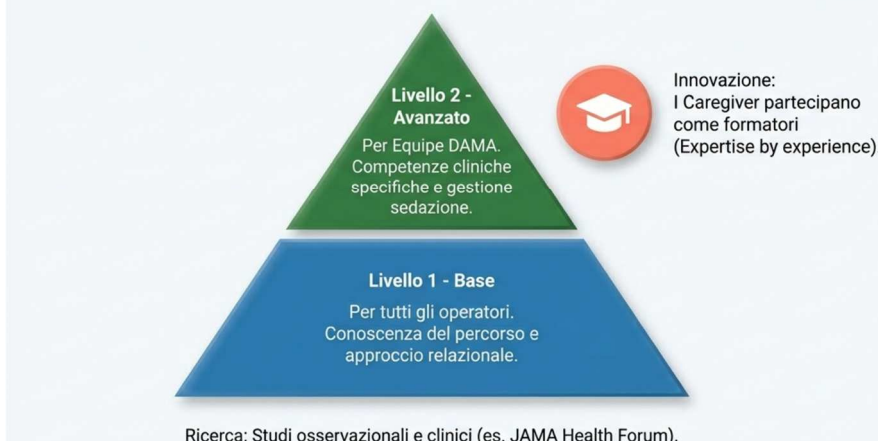 Livello 2 -
Avanzato
Per Equipe DAMA.
Competenze cliniche
specifiche e gestione
sedazione.
Innovazione:
I Caregiver partecipano
come formatori
(Expertise by experience)
Livello 1 - Base
Per tutti gli operatori.
Conoscenza del percorso e
approccio relazionale.
Ricerca: Studi osservazionali e clinici (es. JAMA Health Forum).